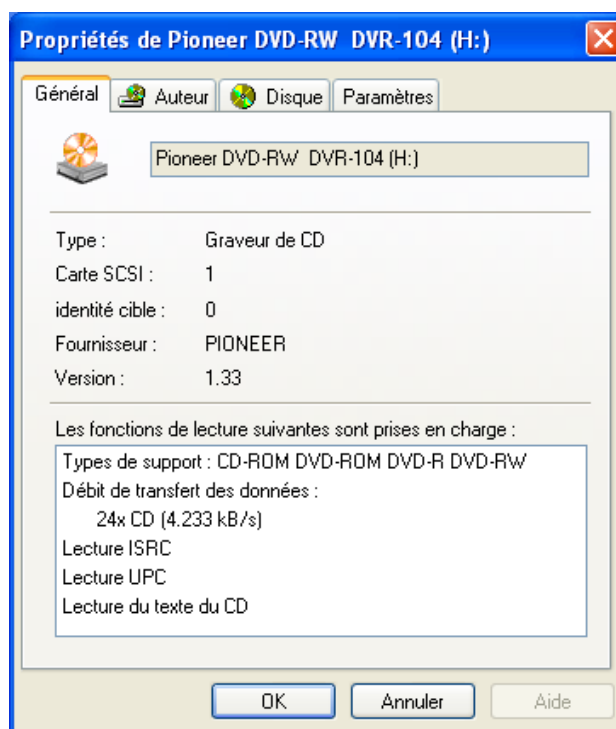 Propriétés de Pioneer DVD-RW DVR-104 (H:)
Général Auteur Disque Paramètres
Pioneer DVD-RW DVR-104 (H:)
Type : Graveur de CD
Carte SCSI : 1
identité cible : 0
Fournisseur : PIONEER
Version : 1.33
Les fonctions de lecture suivantes sont prises en charge :
Types de support : CD-ROM DVD-ROM DVD-R DVD-RW
Débit de transfert des données :
24x CD (4.233 kB/s)
Lecture ISRC
Lecture UPC
Lecture du texte du CD
OK Annuler Aide